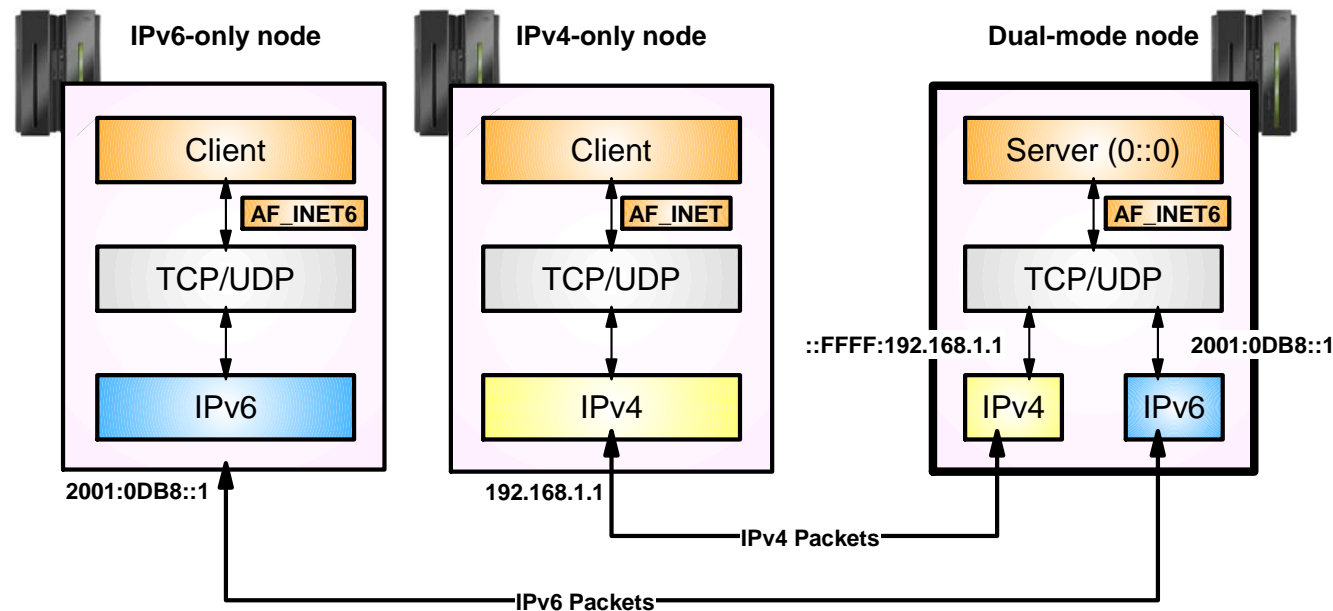 IPv6-only node
IPv4-only node
Dual-mode node
Client
Client
Server (0::0)
AF_INET6
AF_INET
AF_INET6
TCP/UDP
TCP/UDP
TCP/UDP
::FFFF:192.168.1.1
2001:0DB8::1
IPv6
IPv4
IPv4
IPv6
2001:0DB8::1
192.168.1.1
IPv4 Packets
IPv6 Packets